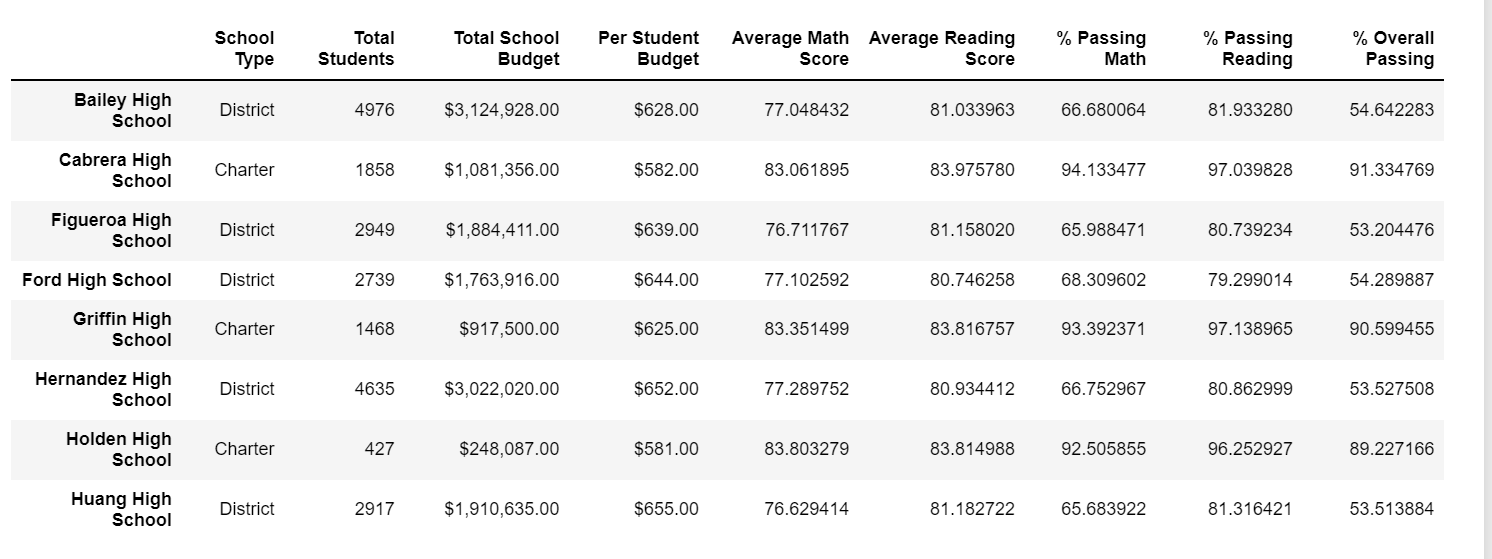 School Total Total School Per Student Average Math Average Reading % Passing % Passing % Overall
Type Students Budget Budget Score Score Math Reading Passing
Bailey High
School District 4976 $3,124,928.00 $628.00 77.048432 81.033963 66.680064 81.933280 54.642283
Cabrera High
School Charter 1858 $1,081,356.00 $582.00 83.061895 83.975780 94.133477 97.039828 91.334769
Figueroa High
School District 2949 $1,884,411.00 $639.00 76.711767 81.158020 65.988471 80.739234 53.204476
Ford High School District 2739 $1,763,916.00 $644.00 77.102592 80.746258 68.309602 79.299014 54.289887
Griffin High
School Charter 1468 $917,500.00 $625.00 83.351499 83.816757 93.392371 97.138965 90.599455
Hernandez High
School District 4635 $3,022,020.00 $652.00 77.289752 80.934412 66.752967 80.862999 53.527508
Holden High
School Charter 427 $248,087.00 $581.00 83.803279 83.814988 92.505855 96.252927 89.227166
Huang High
School District 2917 $1,910,635.00 $655.00 76.629414 81.182722 65.683922 81.316421 53.513884